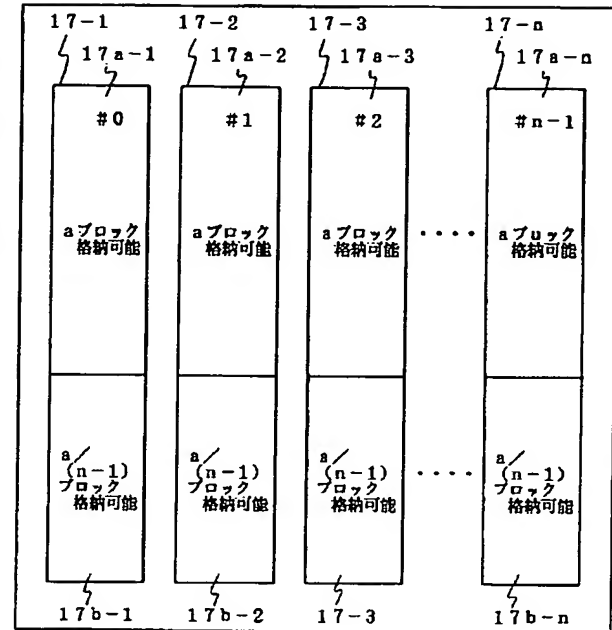 17-1 17-2 17-3 17-n
17a-1 17a-2 17a-3 17a-n
#0 #1 #2 #n-1
aブロック aブロック aブロック ・・・・ aブロック
格納可能 格納可能 格納可能 格納可能
a/ a/ a/ a/
(n-1) (n-1) (n-1) ・・・・ (n-1)
ブロック ブロック ブロック ブロック
格納可能 格納可能 格納可能 格納可能
17b-1 17b-2 17-3 17b-n